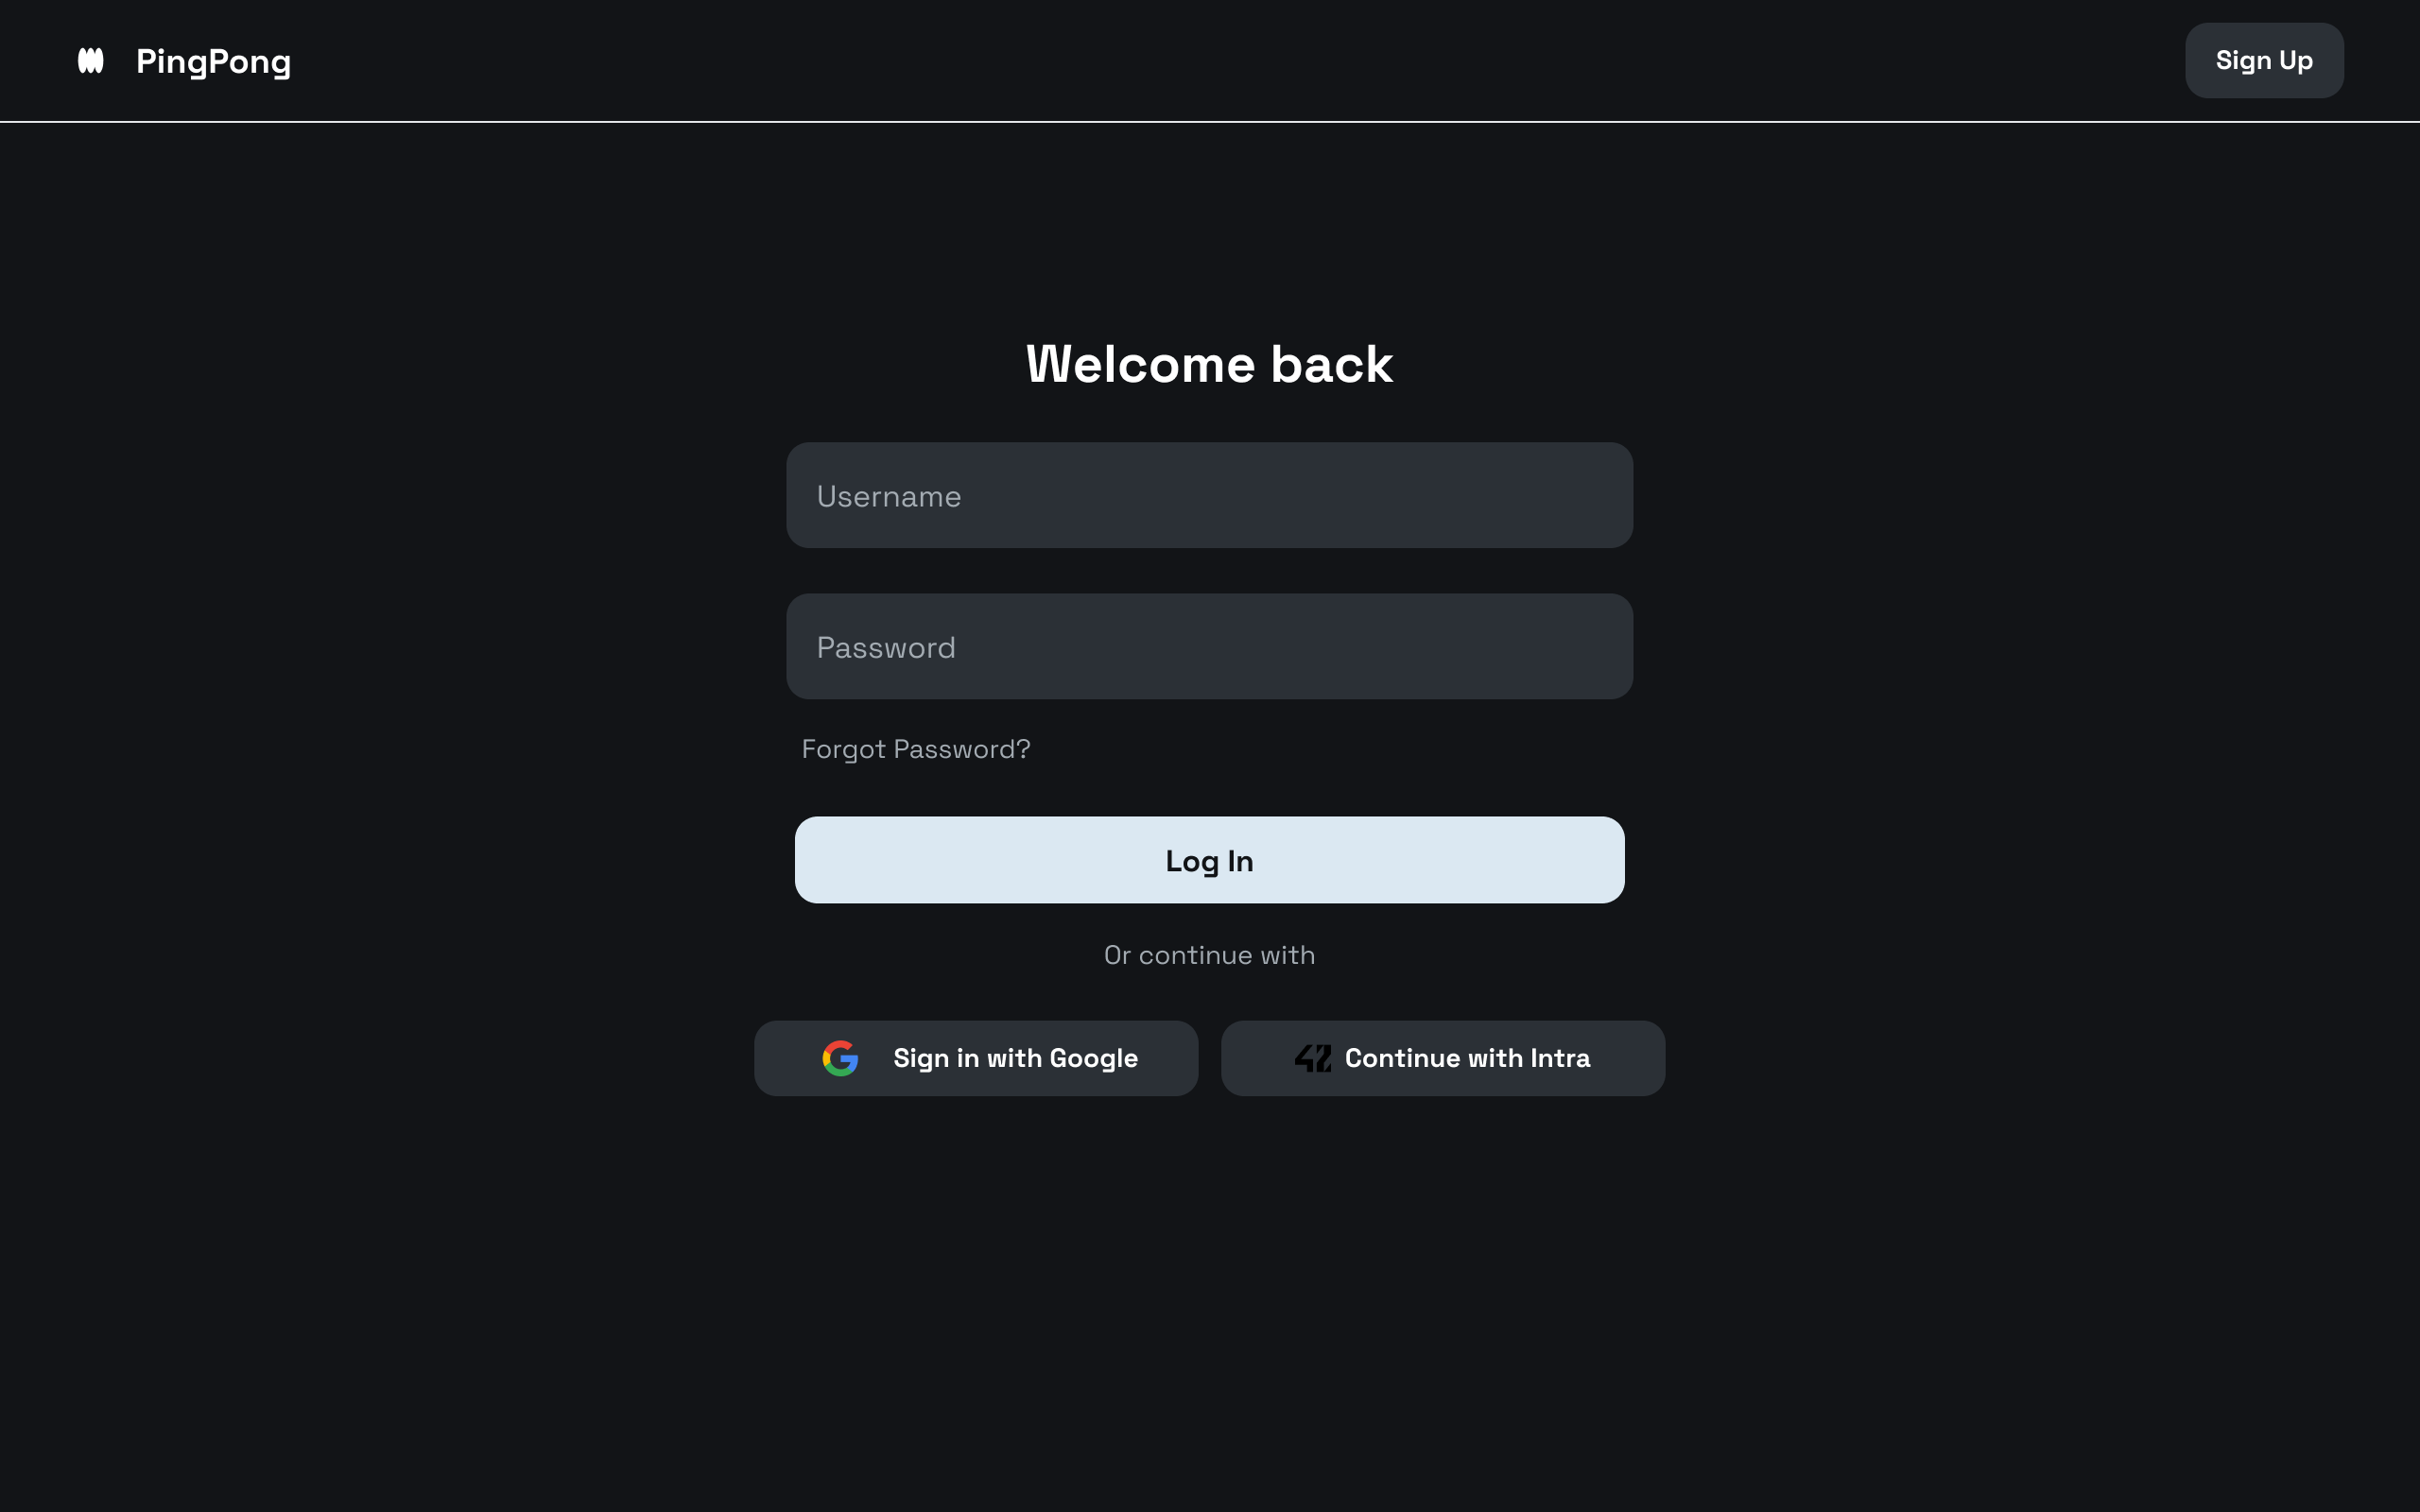 PingPong
Sign Up
Welcome back
Username
Password
Forgot Password?
Log In
Or continue with
Sign in with Google
42 Continue with Intra